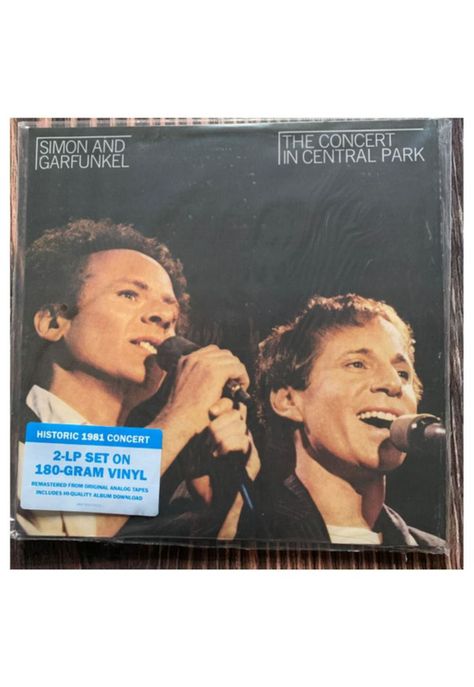 SIMON AND
GARFUNKEL
THE CONCERT
IN CENTRAL PARK
HISTORIC 1981 CONCERT
2-LP SET ON
180-GRAM VINYL
REMASTERED FROM ORIGINAL ANALOG TAPES
INCLUDES HI-QUALITY ALBUM DOWNLOAD